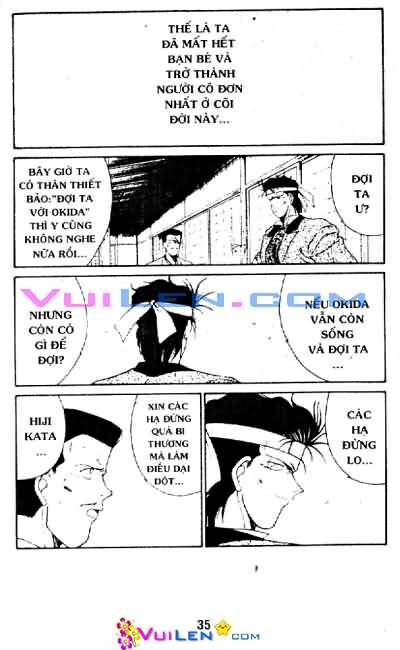 THẾ LÀ TA
ĐÃ MẤT HẾT
BẠN BÈ VÀ
TRỞ THÀNH
NGƯỜI CÔ ĐƠN
NHẤT Ở CÕI
ĐỜI NÀY...
BÂY GIỜ TA
CÓ THÂN THIẾT
BẢO: "ĐỢI TA
VỚI OKIDA"
THÌ Y CŨNG
KHÔNG NGHE
NỮA RỒI...
ĐỢI
TA
Ư?
VUILEN.COM
NHƯNG
CÒN CÓ
GÌ ĐỂ
ĐỢI?
NẾU OKIDA
VẪN CÒN
SỐNG
VÀ ĐỢI TA
...
HIJI
KATA
...
XIN CÁC
HẠ ĐỪNG
QUÁ BI
THƯƠNG
MÀ LÀM
ĐIỀU DẠI
DỘT...
CÁC
HẠ ĐỪNG
LO...
35
VUILEN.COM